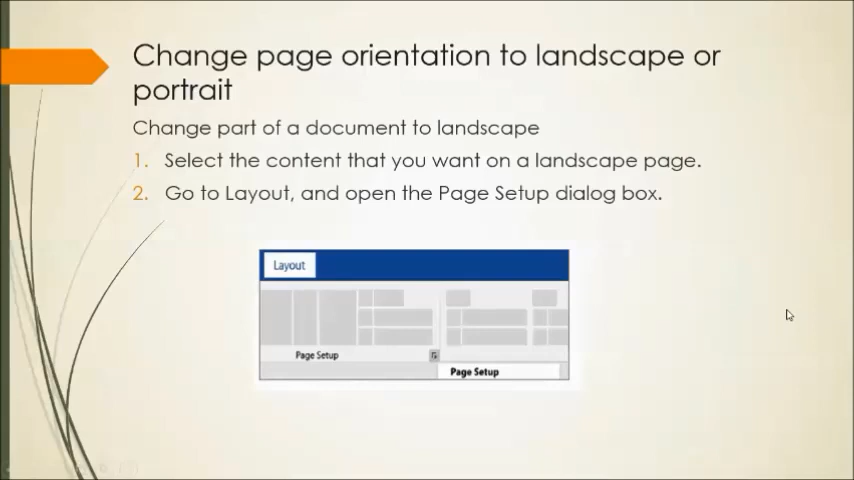 Change page orientation to landscape or
portrait
Change part of a document to landscape
1. Select the content that you want on a landscape page.
2. Go to Layout, and open the Page Setup dialog box.
Layout
Page Setup
Page Setup